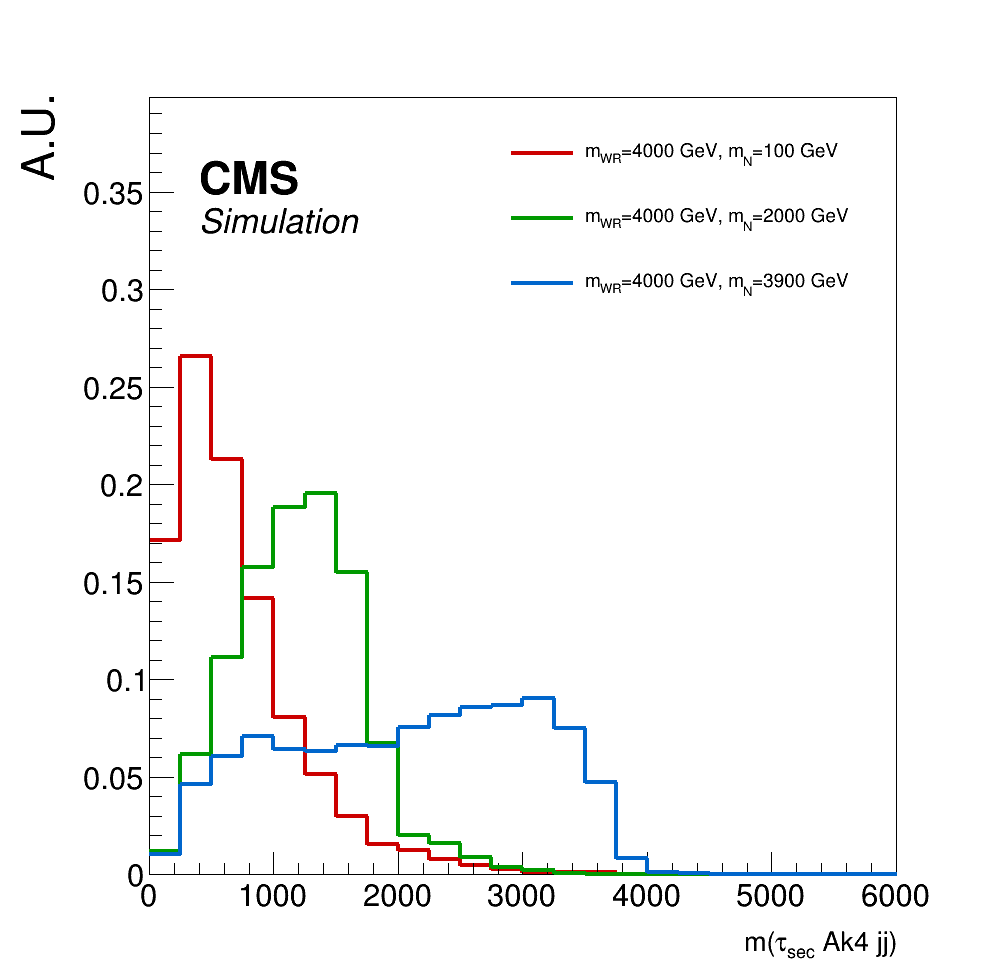 A.U.
CMS
Simulation
m_WR=4000 GeV, m_N=100 GeV
m_WR=4000 GeV, m_N=2000 GeV
m_WR=4000 GeV, m_N=3900 GeV
0.35
0.3
0.25
0.2
0.15
0.1
0.05
0
0 1000 2000 3000 4000 5000 6000
m(τ_sec Ak4 jj)